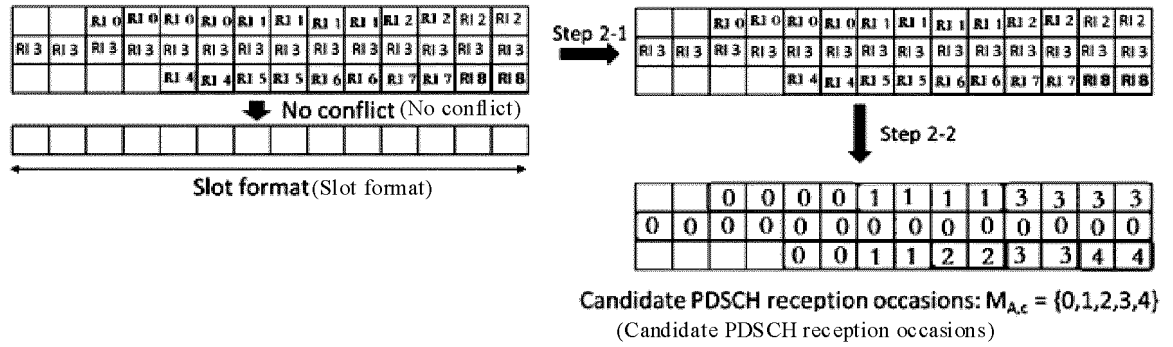 RI 0 RI 0 RI 0 RI 0 RI 1 RI 1 RI 1 RI 1 RI 2 RI 2 RI 2 RI 2
RI 3 RI 3 RI 3 RI 3 RI 3 RI 3 RI 3 RI 3 RI 3 RI 3 RI 3 RI 3 RI 3 RI 3
RI 4 RI 4 RI 5 RI 5 RI 6 RI 6 RI 7 RI 7 RI 8 RI 8
No conflict (No conflict)
Slot format (Slot format)
Step 2-1
RI 0 RI 0 RI 0 RI 0 RI 1 RI 1 RI 1 RI 1 RI 2 RI 2 RI 2 RI 2
RI 3 RI 3 RI 3 RI 3 RI 3 RI 3 RI 3 RI 3 RI 3 RI 3 RI 3 RI 3 RI 3 RI 3
RI 4 RI 4 RI 5 RI 5 RI 6 RI 6 RI 7 RI 7 RI 8 RI 8
Step 2-2
0 0 0 0 1 1 1 1 3 3 3 3
0 0 0 0 0 0 0 0 0 0 0 0 0 0
0 0 1 1 2 2 3 3 4 4
Candidate PDSCH reception occasions: M_A,c = {0,1,2,3,4}
(Candidate PDSCH reception occasions)